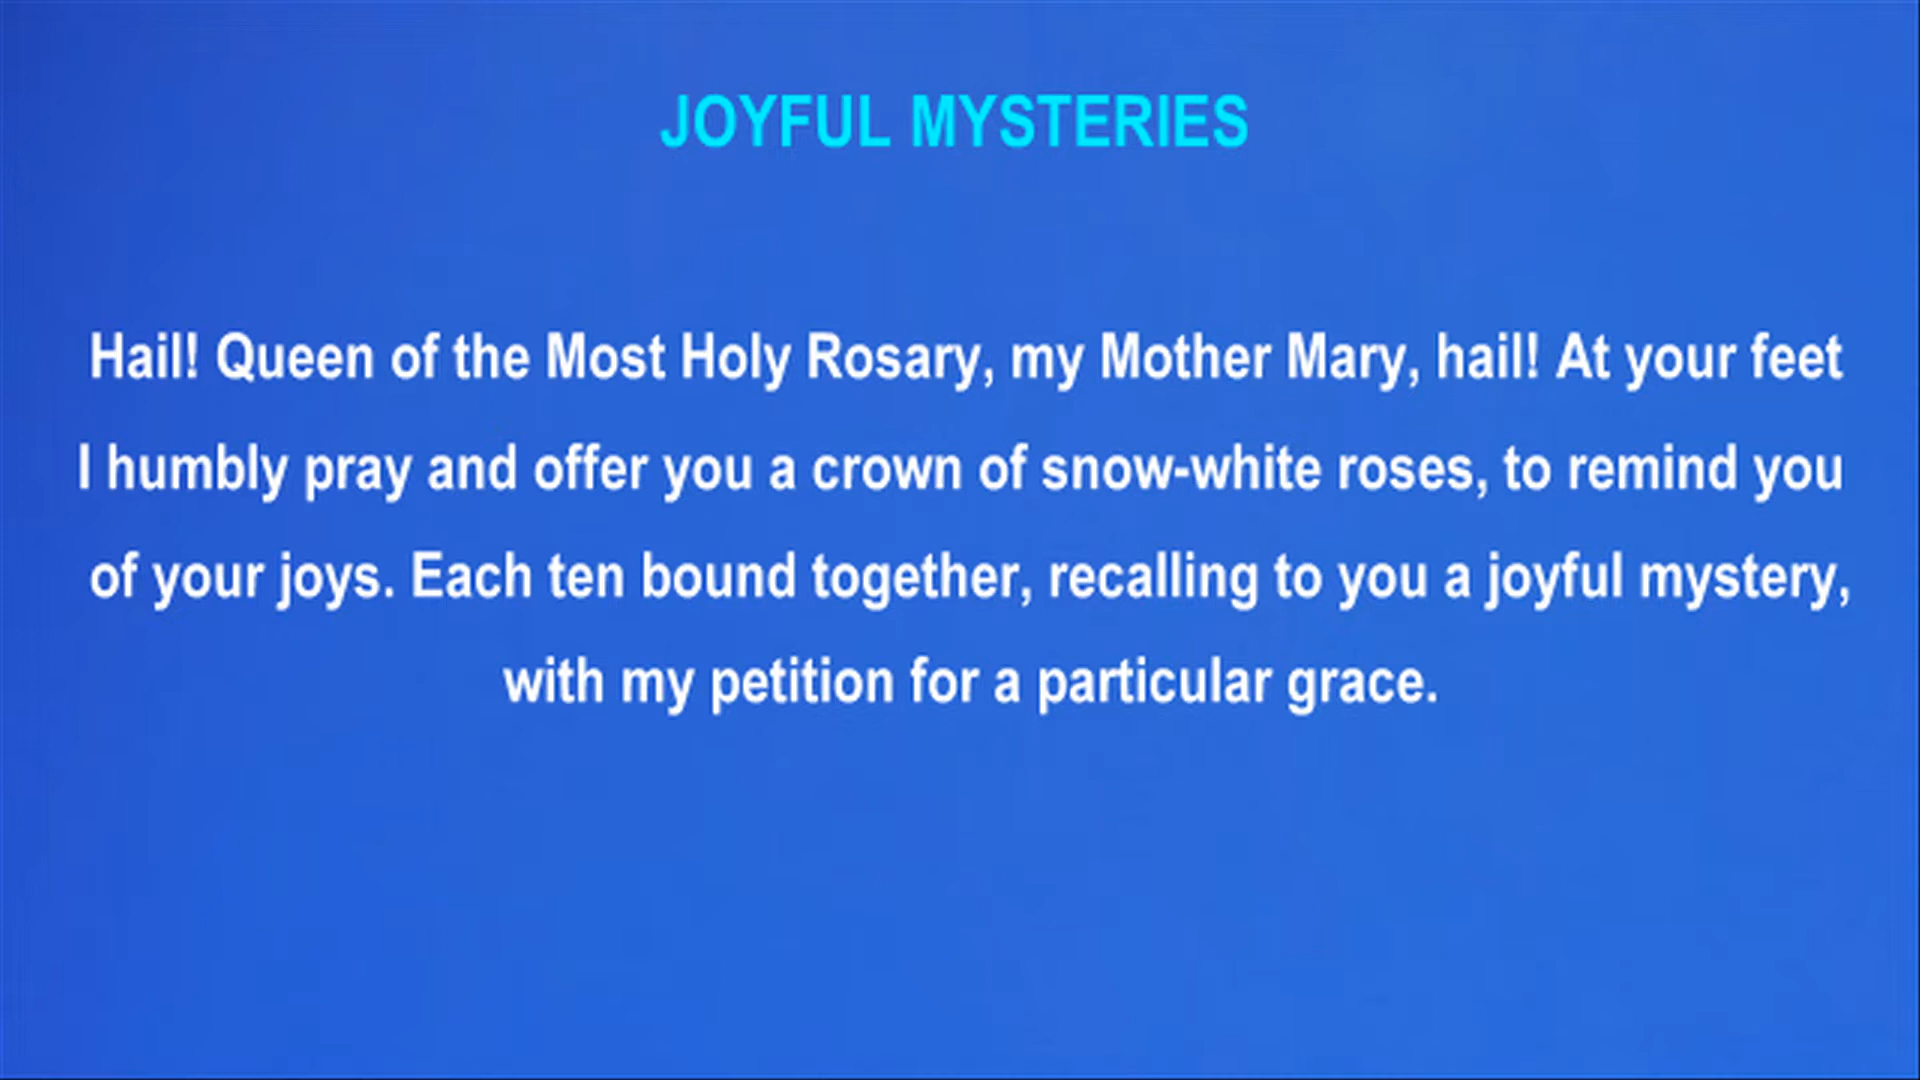 JOYFUL MYSTERIES
Hail! Queen of the Most Holy Rosary, my Mother Mary, hail! At your feet
I humbly pray and offer you a crown of snow-white roses, to remind you
of your joys. Each ten bound together, recalling to you a joyful mystery,
with my petition for a particular grace.